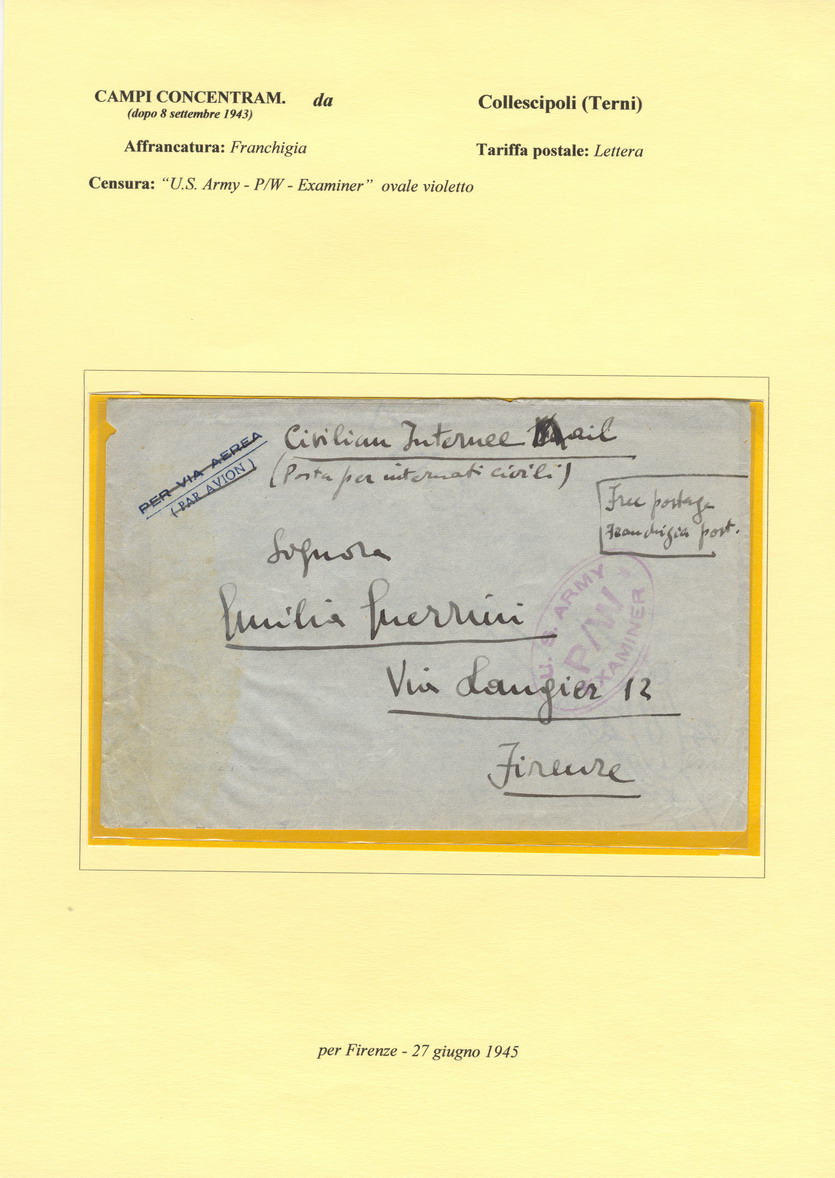 CAMPI CONCENTRAM. da Collescipoli (Terni)
(dopo 8 settembre 1943)
Affrancatura: Franchigia Tariffa postale: Lettera
Censura: “U.S. Army - P/W - Examiner” ovale violetto
PER VIA AEREA
(PAR AVION)
Civilian Internee Mail
(Posta per internati civili)
Free postage
Franchigia post.
Signora
Emilia Guerrini
U. S. ARMY
P/W
EXAMINER
Via Laugier 12
Firenze
per Firenze - 27 giugno 1945